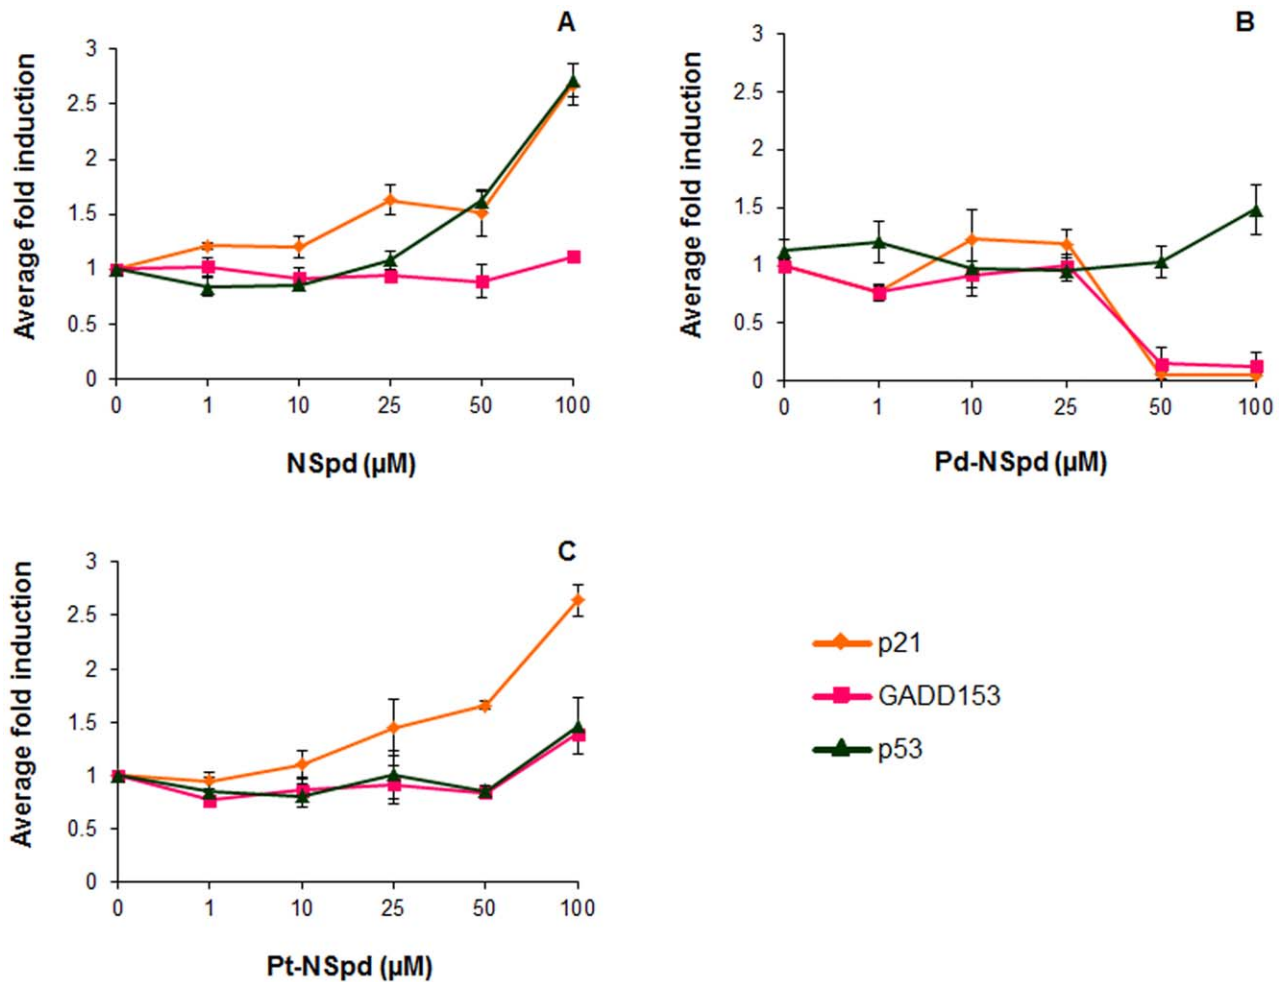 A
Average fold induction
3
2.5
2
1.5
1
0.5
0
0 1 10 25 50 100
NSpd (µM)
B
Average fold induction
3
2.5
2
1.5
1
0.5
0
0 1 10 25 50 100
Pd-NSpd (µM)
C
Average fold induction
3
2.5
2
1.5
1
0.5
0
0 1 10 25 50 100
Pt-NSpd (µM)
p21
GADD153
p53